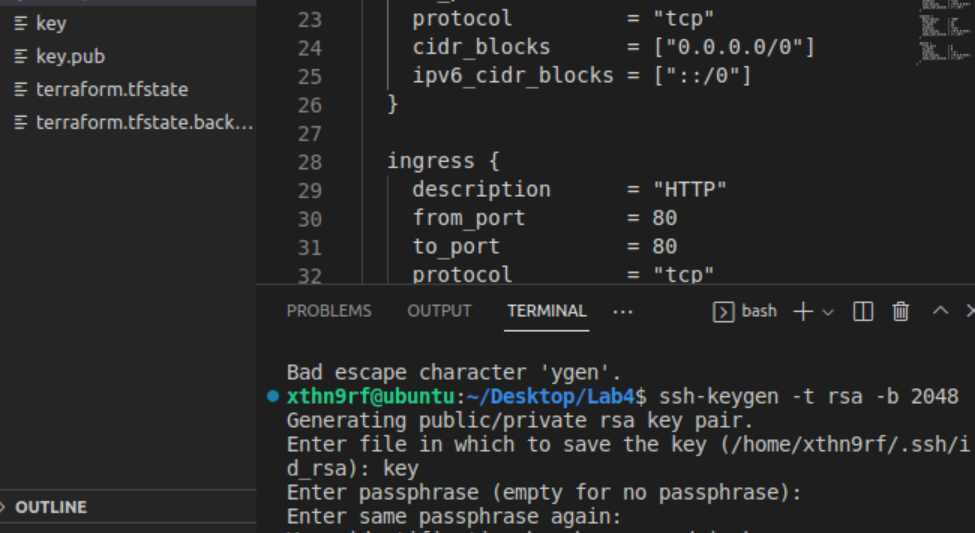 key
key.pub
terraform.tfstate
terraform.tfstate.back...
OUTLINE
23 protocol = "tcp"
24 cidr_blocks = ["0.0.0.0/0"]
25 ipv6_cidr_blocks = ["::/0"]
26 }
27
28 ingress {
29 description = "HTTP"
30 from_port = 80
31 to_port = 80
32 protocol = "tcp"
PROBLEMS OUTPUT TERMINAL ... bash
Bad escape character 'ygen'.
xthn9rf@ubuntu:~/Desktop/Lab4$ ssh-keygen -t rsa -b 2048
Generating public/private rsa key pair.
Enter file in which to save the key (/home/xthn9rf/.ssh/i
d_rsa): key
Enter passphrase (empty for no passphrase):
Enter same passphrase again: